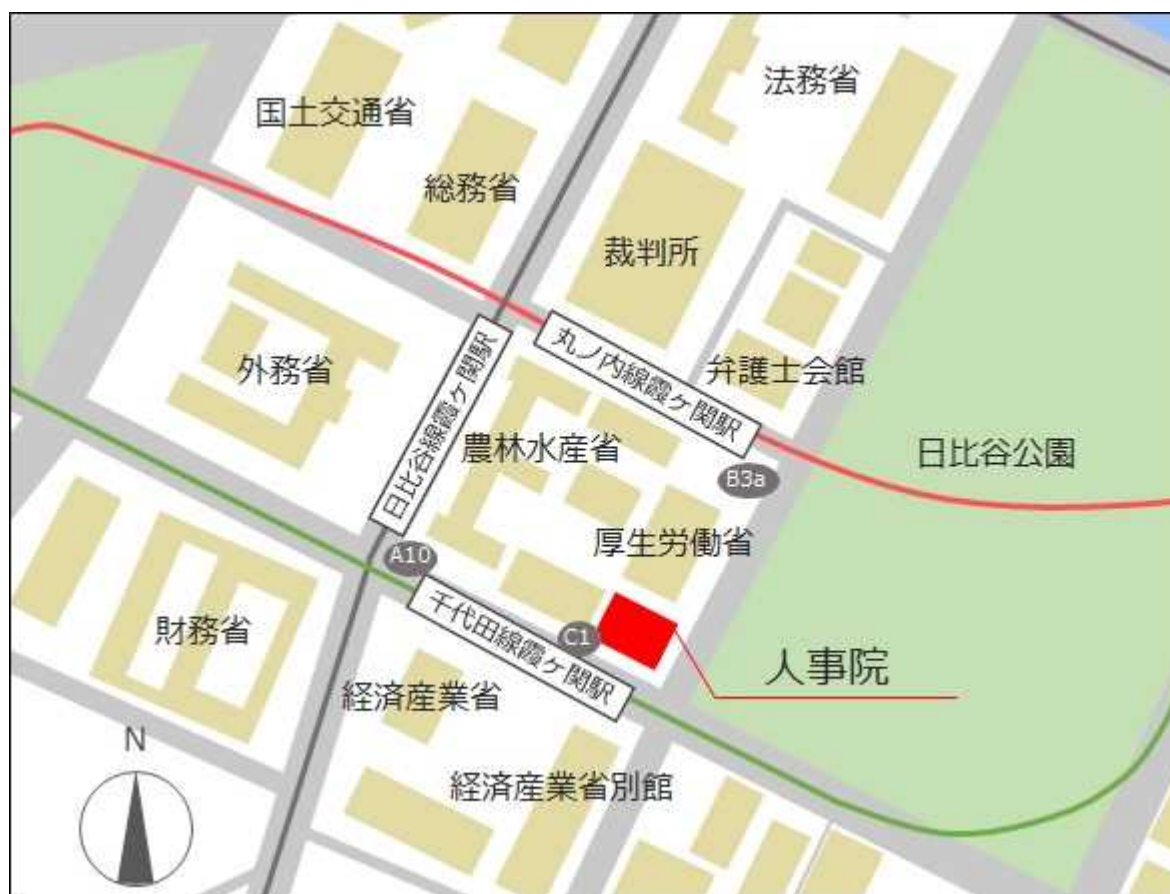 法務省
国土交通省
総務省
裁判所
外務省
丸ノ内線霞ヶ関駅
弁護士会館
日比谷線霞ヶ関駅
農林水産省
日比谷公園
B3a
厚生労働省
A10
千代田線霞ヶ関駅
C1
財務省
人事院
経済産業省
N
経済産業省別館